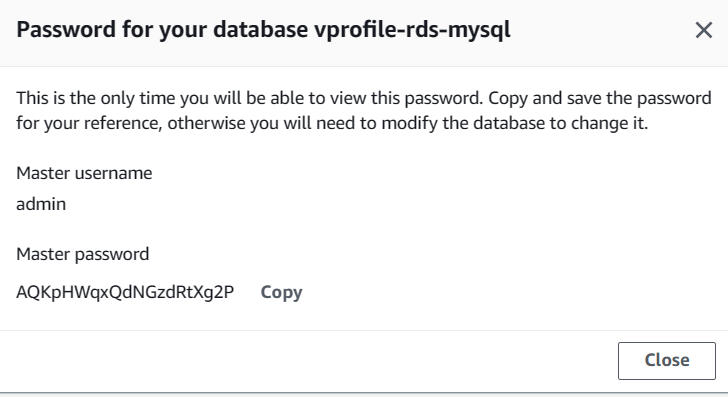 Password for your database vprofile-rds-mysql
This is the only time you will be able to view this password. Copy and save the password
for your reference, otherwise you will need to modify the database to change it.
Master username
admin
Master password
AQKpHWqxQdNGzdRtXg2P Copy
Close